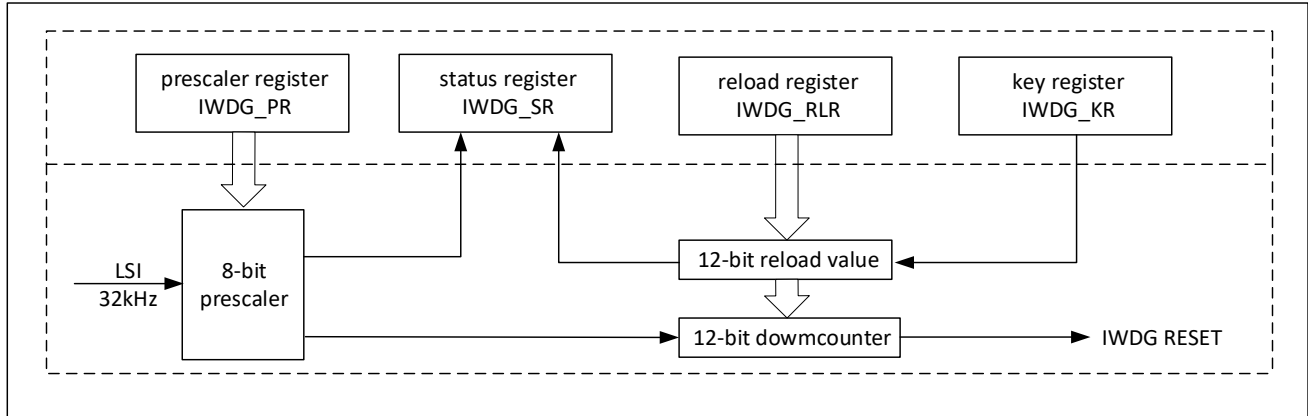 prescaler register
IWDG_PR
status register
IWDG_SR
reload register
IWDG_RLR
key register
IWDG_KR
LSI
32kHz
8-bit
prescaler
12-bit reload value
12-bit dowmcounter
IWDG RESET